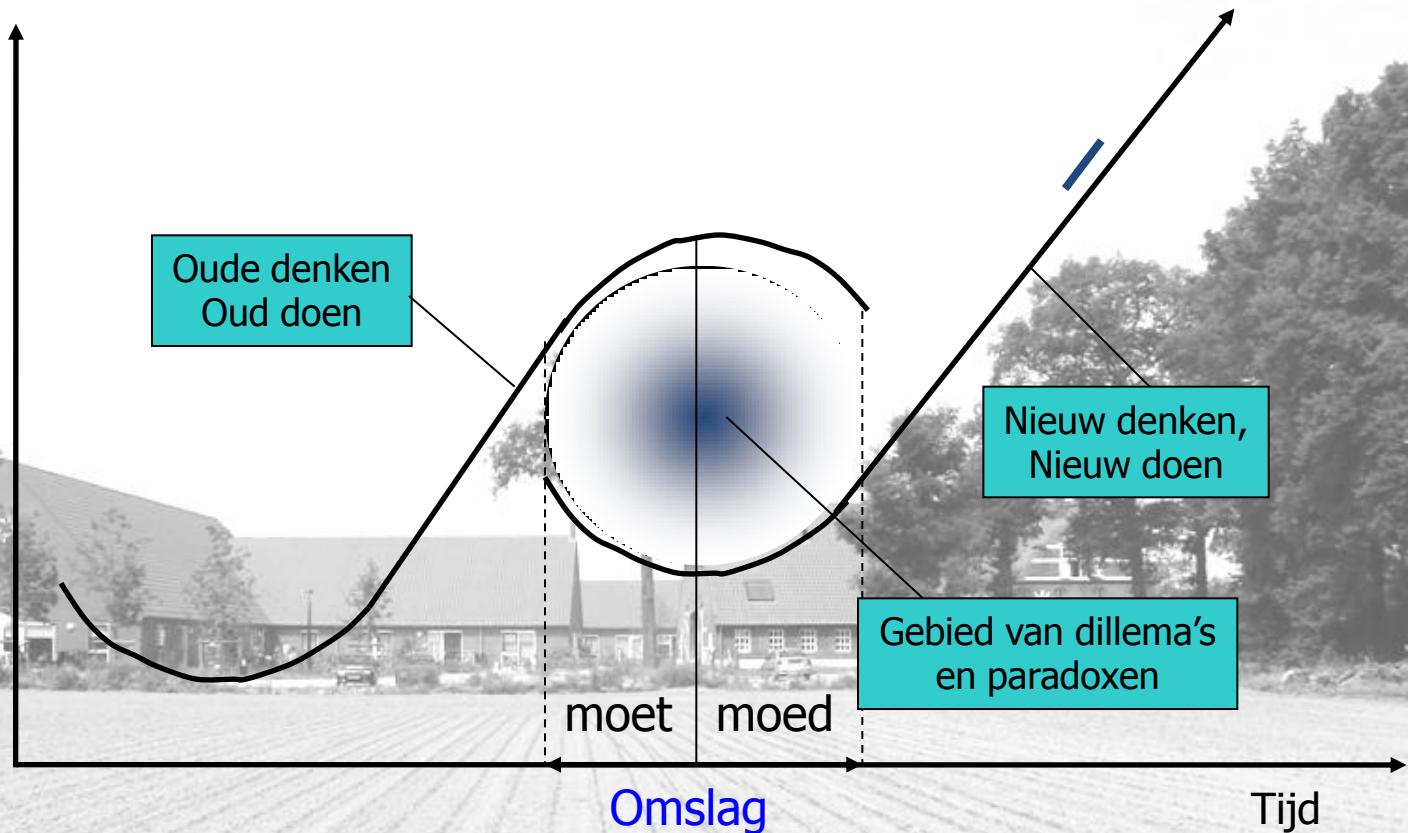 Oude denken
Oud doen
Nieuw denken,
Nieuw doen
Gebied van dillema's
en paradoxen
moet
moed
Omslag
Tijd